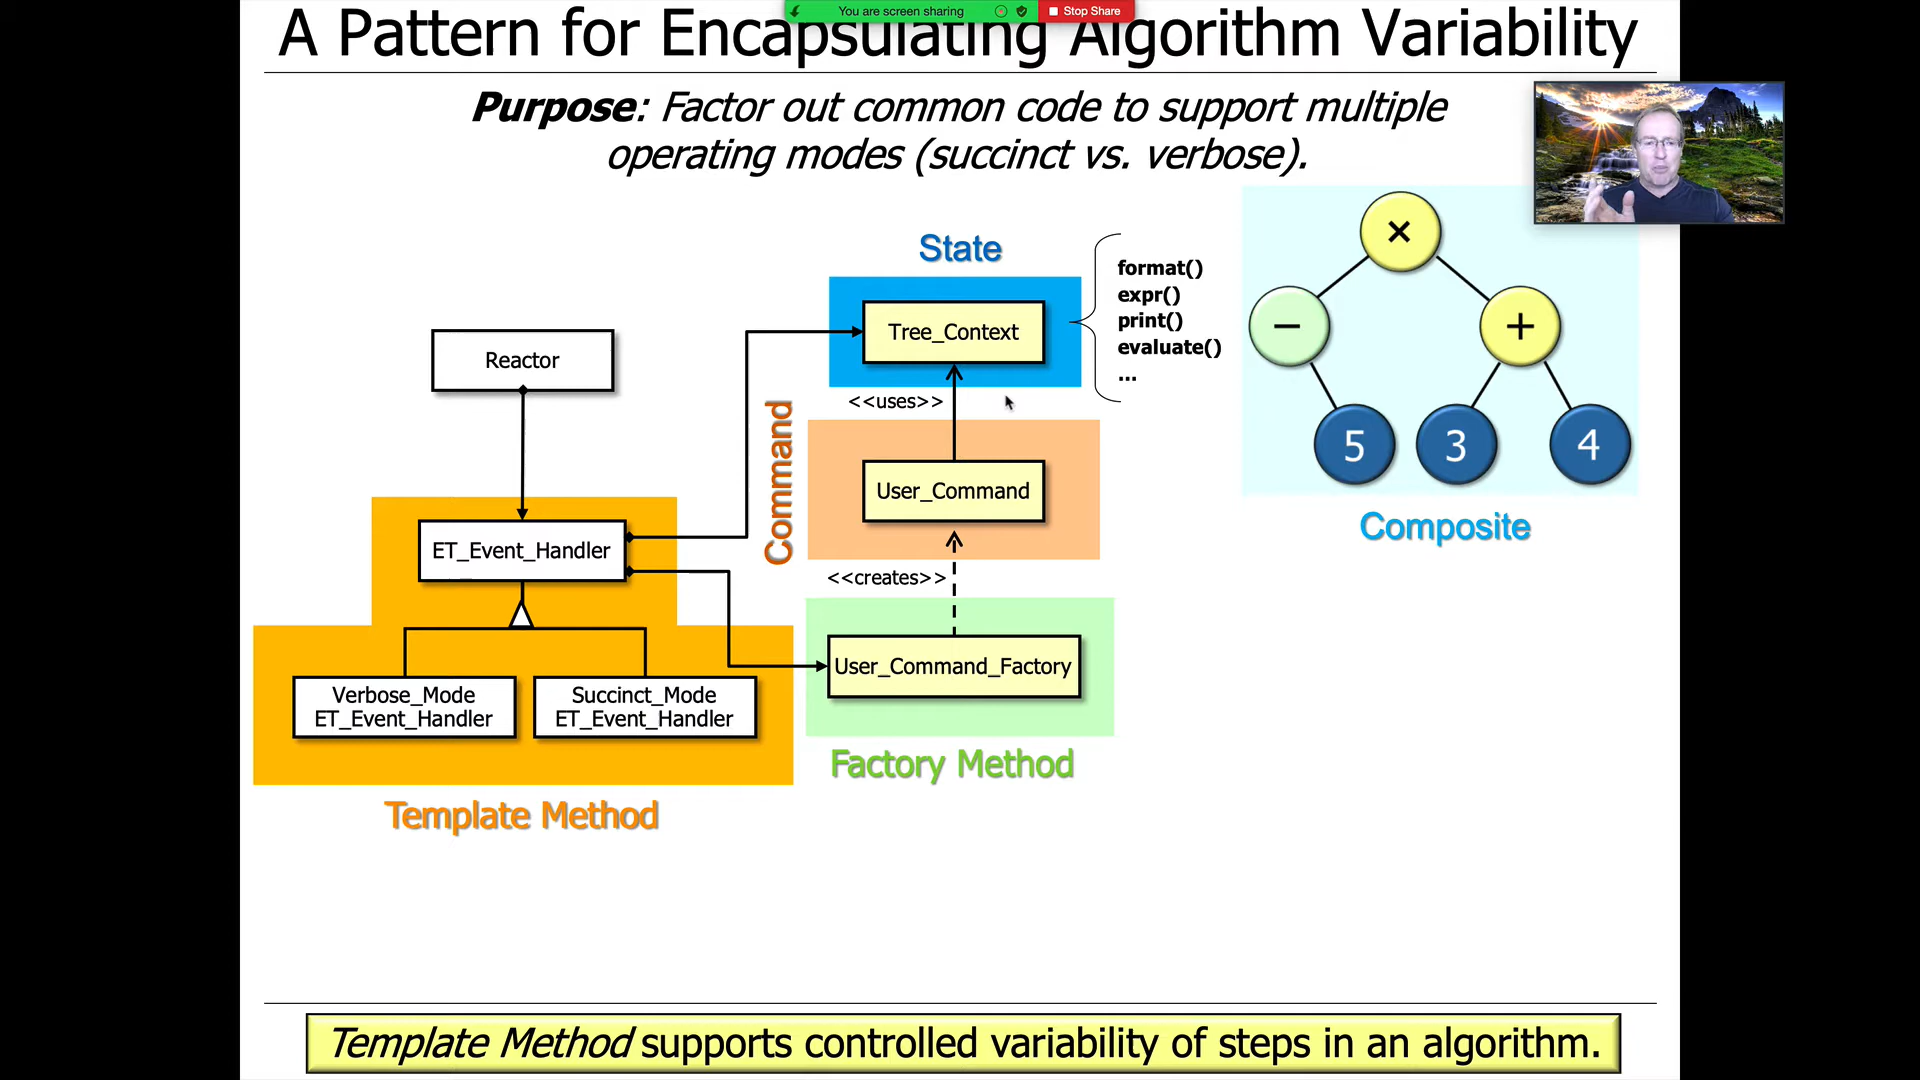 You are screen sharing
Stop Share
A Pattern for Encapsulating Algorithm Variability
Purpose: Factor out common code to support multiple
operating modes (succinct vs. verbose).
State
Tree_Context
format()
expr()
print()
evaluate()
...
×
−
+
5
3
4
Composite
Reactor
<<uses>>
Command
User_Command
ET_Event_Handler
<<creates>>
User_Command_Factory
Verbose_Mode
ET_Event_Handler
Succinct_Mode
ET_Event_Handler
Factory Method
Template Method
Template Method supports controlled variability of steps in an algorithm.